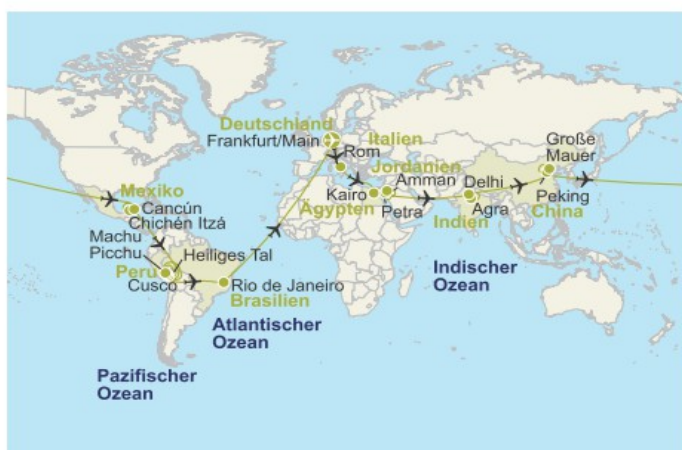 Deutschland
Frankfurt/Main
Italien
Rom
Jordanien
Amman
Kairo
Ägypten
Petra
Delhi
Indien
Agra
Große
Mauer
Peking
China
Mexiko
Cancún
Chichén Itzá
Machu
Picchu
Heiliges Tal
Peru
Cusco
Rio de Janeiro
Brasilien
Indischer
Ozean
Atlantischer
Ozean
Pazifischer
Ozean